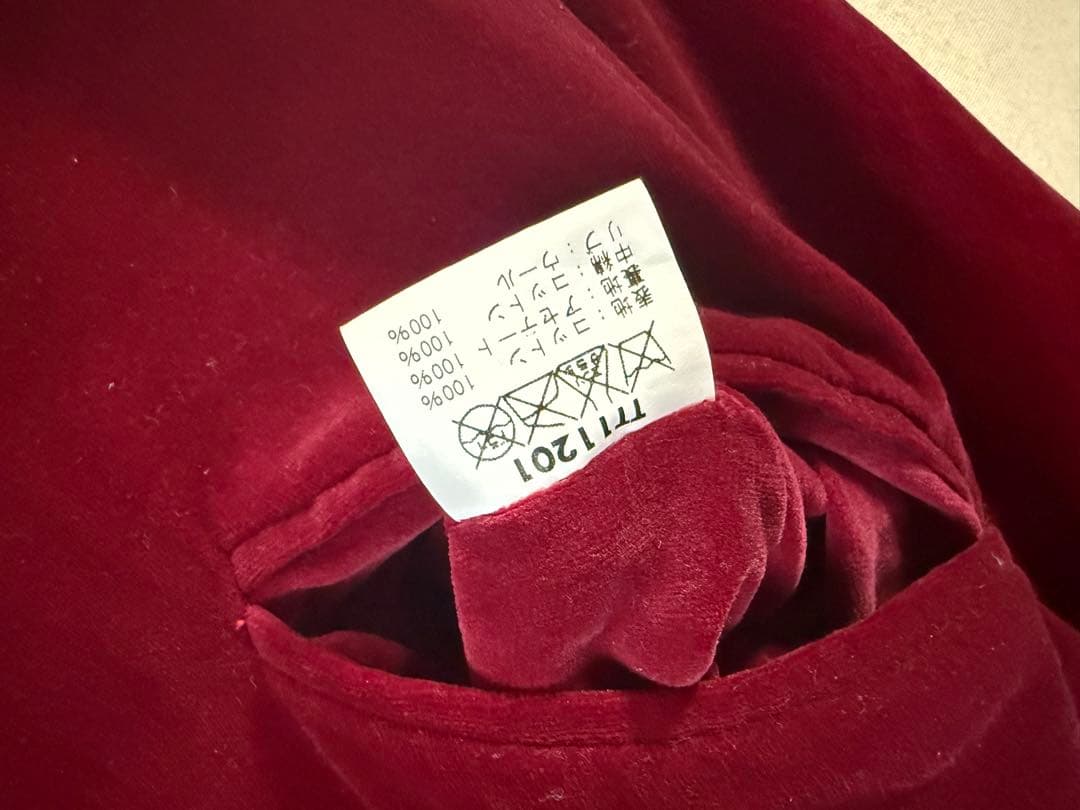 TT11201
表地：コットン 100%
裏地：アセテート 100%
中綿：コットン 100%
リブ：ウール 100%